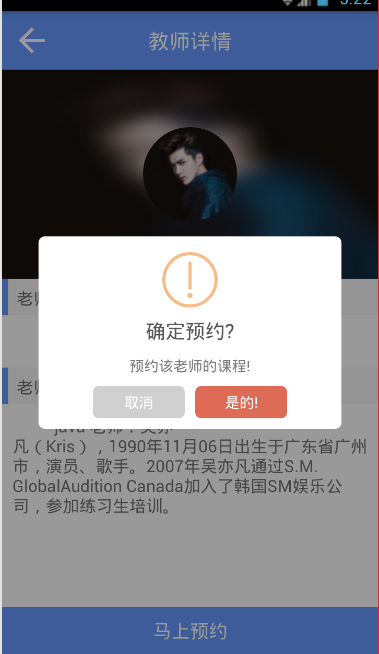 5:22
教师详情
老师
确定预约?
预约该老师的课程!
取消
是的!
老师
java 老师：吴亦
凡（Kris），1990年11月06日出生于广东省广州
市，演员、歌手。2007年吴亦凡通过S.M.
GlobalAudition Canada加入了韩国SM娱乐公
司，参加练习生培训。
马上预约